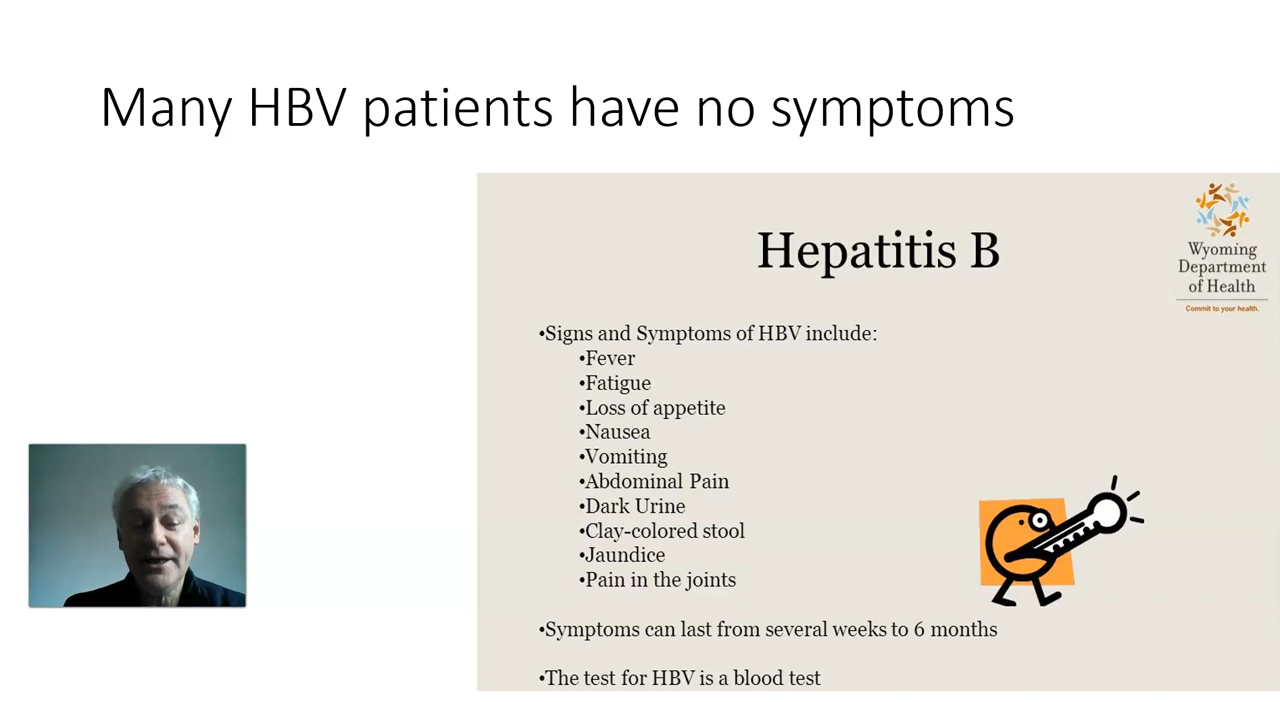 Many HBV patients have no symptoms
Hepatitis B
Wyoming
Department
of Health
Commit to your health.
•Signs and Symptoms of HBV include:
•Fever
•Fatigue
•Loss of appetite
•Nausea
•Vomiting
•Abdominal Pain
•Dark Urine
•Clay-colored stool
•Jaundice
•Pain in the joints
•Symptoms can last from several weeks to 6 months
•The test for HBV is a blood test